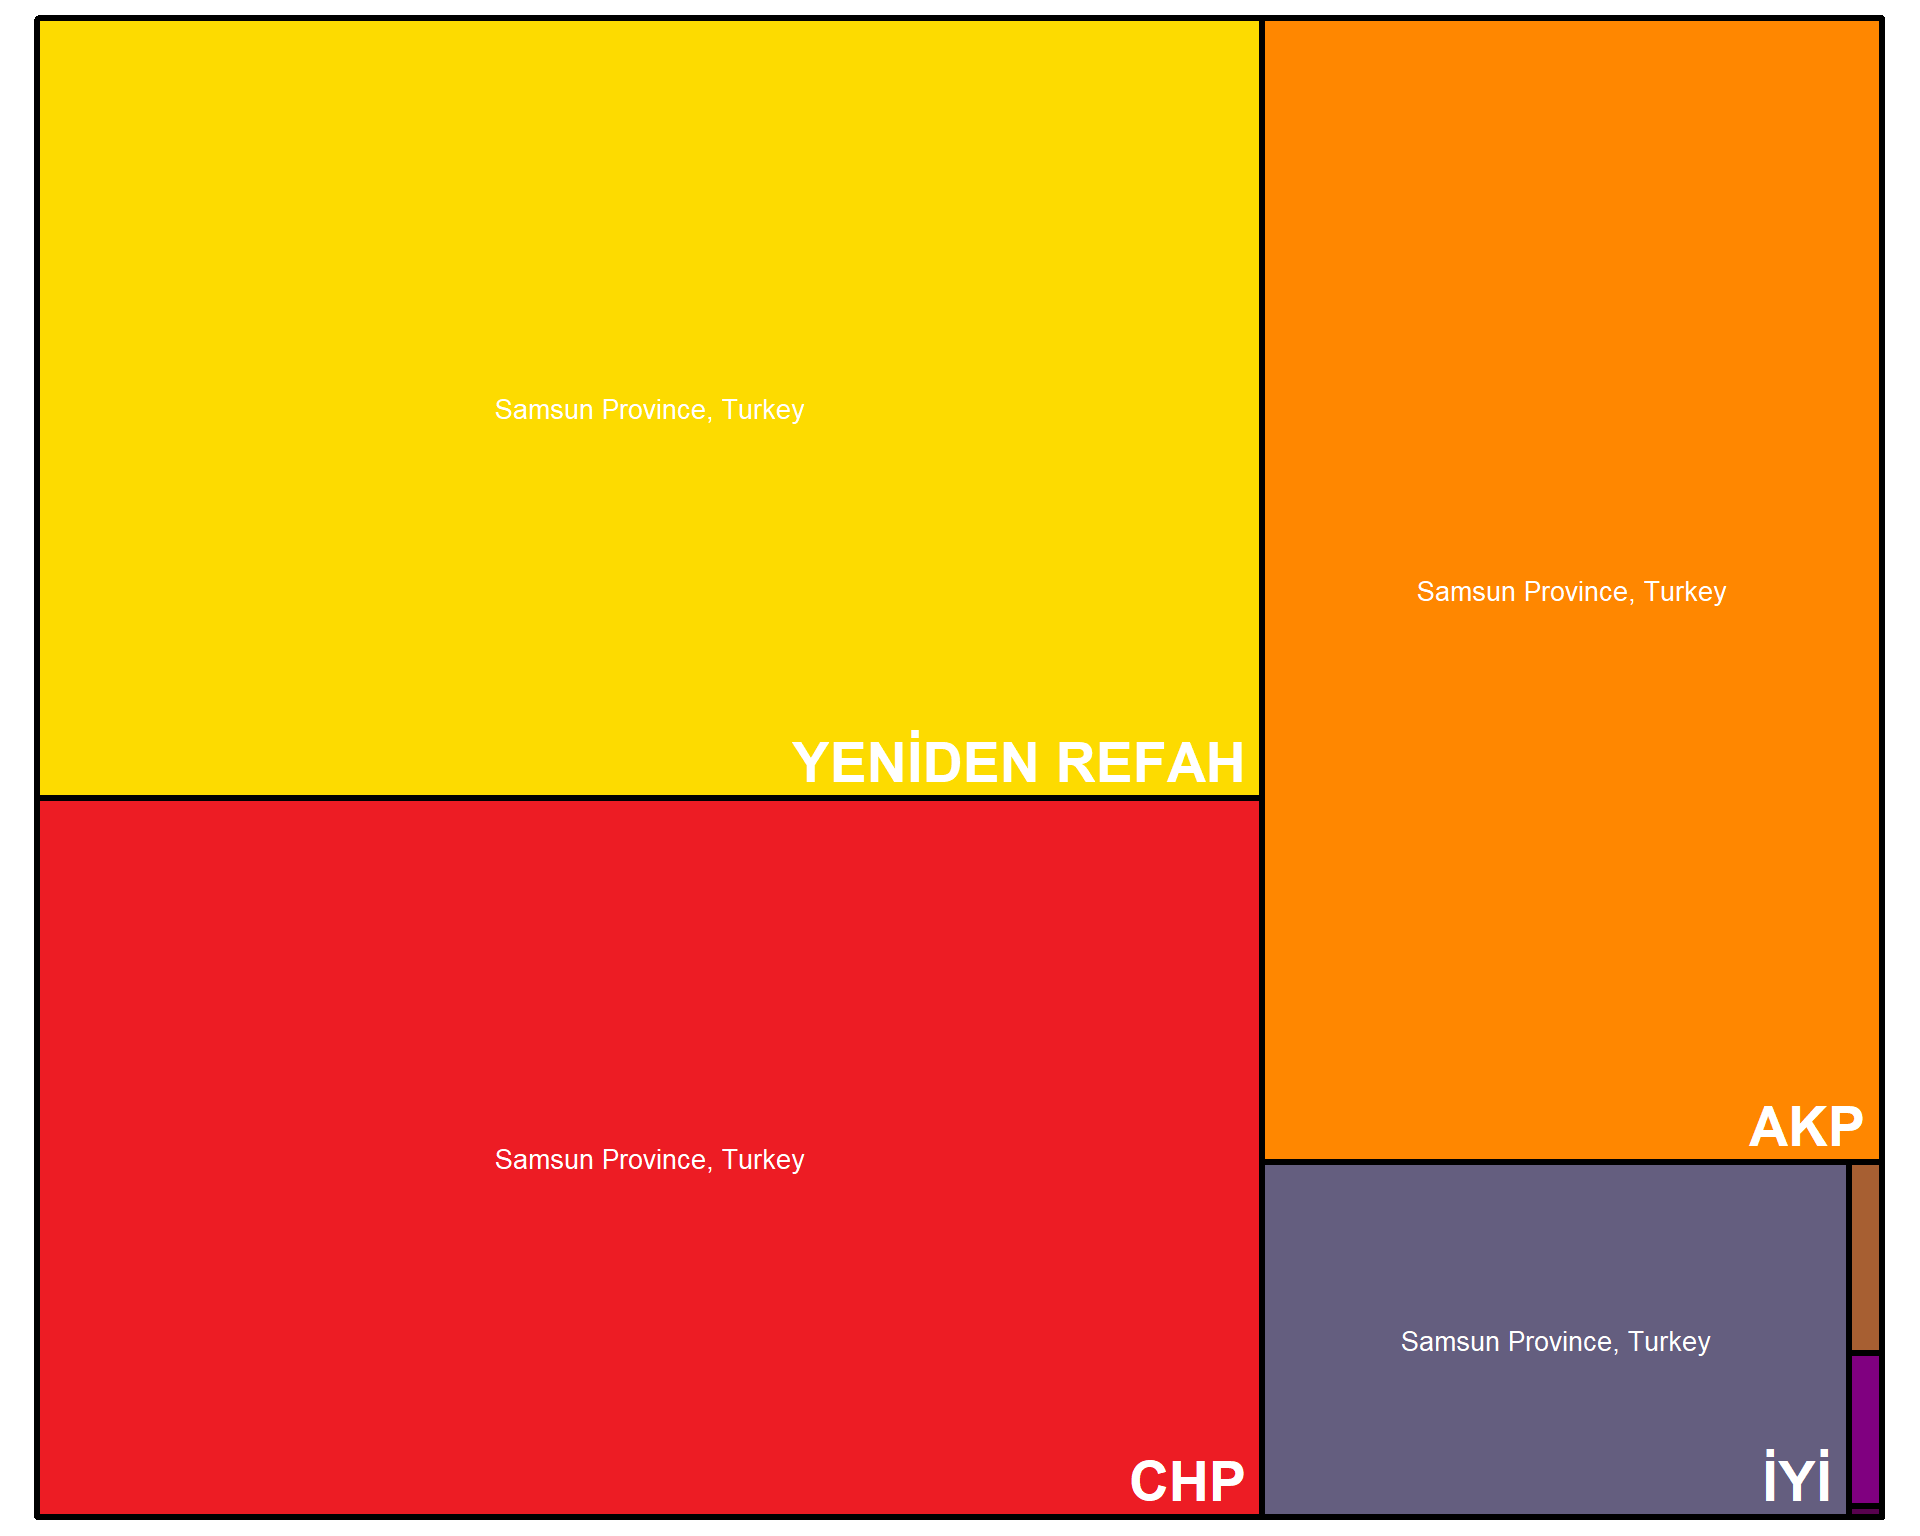 Samsun Province, Turkey
YENİDEN REFAH
Samsun Province, Turkey
CHP
Samsun Province, Turkey
AKP
Samsun Province, Turkey
İYİ